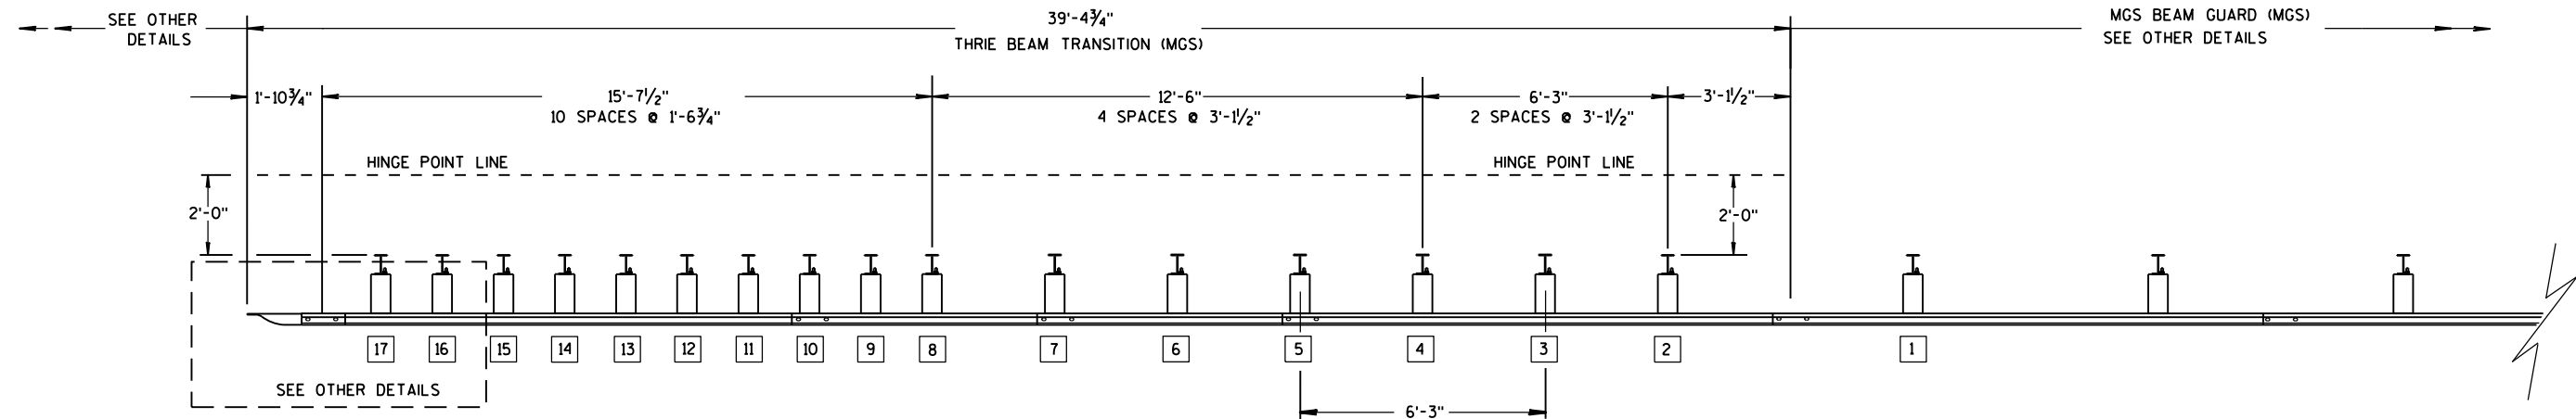 SEE OTHER
DETAILS
39'-4¾"
THRIE BEAM TRANSITION (MGS)
MGS BEAM GUARD (MGS)
SEE OTHER DETAILS
1'-10¾"
15'-7½"
10 SPACES @ 1'-6¾"
12'-6"
4 SPACES @ 3'-1½"
6'-3"
2 SPACES @ 3'-1½"
3'-1½"
HINGE POINT LINE
HINGE POINT LINE
2'-0"
2'-0"
17
16
15
14
13
12
11
10
9
8
7
6
5
4
3
2
1
SEE OTHER DETAILS
6'-3"